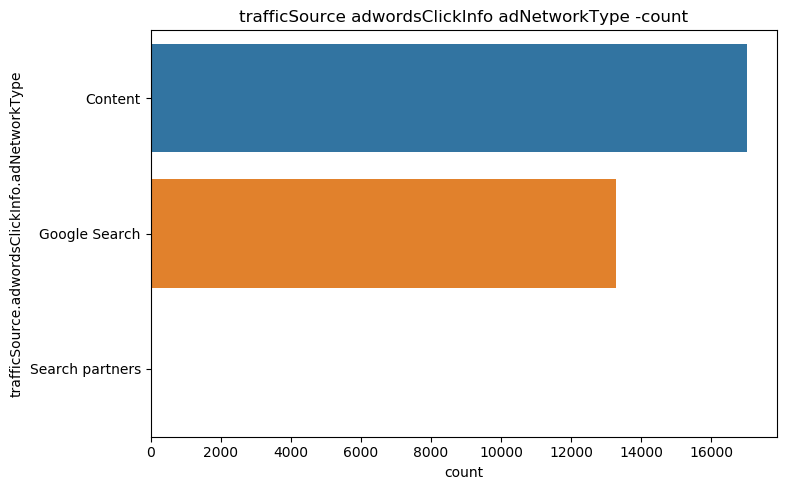 trafficSource adwordsClickInfo adNetworkType -count
trafficSource.adwordsClickInfo.adNetworkType
Content
Google Search
Search partners
0 2000 4000 6000 8000 10000 12000 14000 16000
count